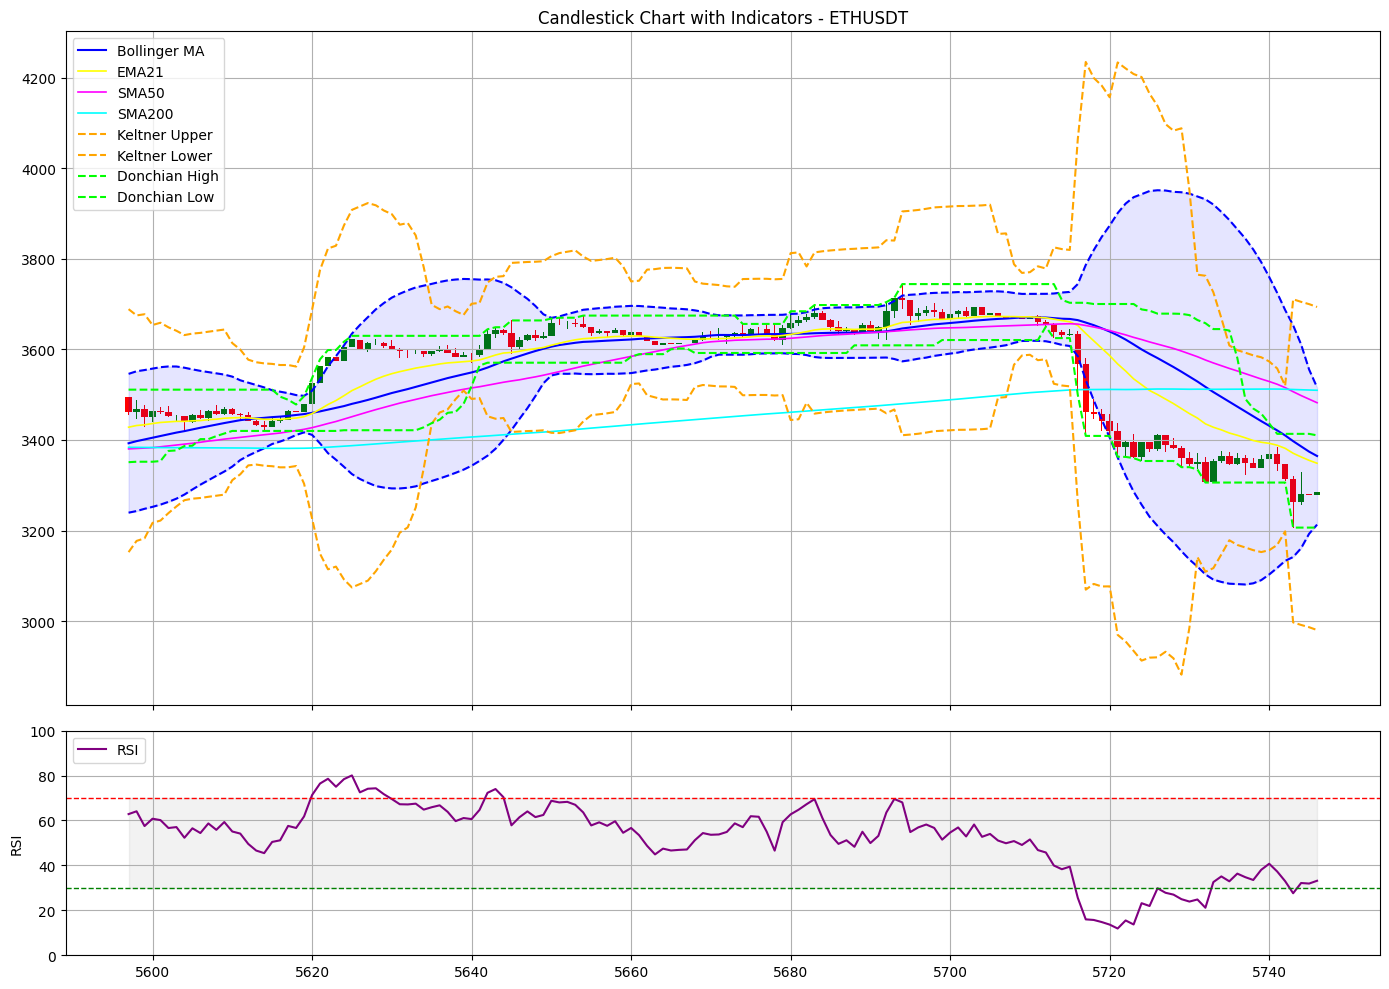 Candlestick Chart with Indicators - ETHUSDT
Bollinger MA
EMA21
SMA50
SMA200
Keltner Upper
Keltner Lower
Donchian High
Donchian Low
4200
4000
3800
3600
3400
3200
3000
RSI
100
80
60
40
20
0
RSI
5600
5620
5640
5660
5680
5700
5720
5740